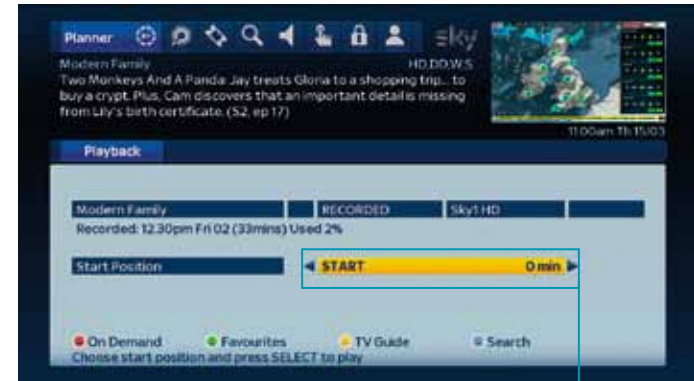 Planner
sky
Modern Family HD,DD,W,S
Two Monkeys And A Panda: Jay treats Gloria to a shopping trip... to
buy a crypt. Plus, Cam discovers that an important detail is missing
from Lily's birth certificate. (S2, ep 17)
11.00am Th 15/03
Playback
Modern Family RECORDED Sky1 HD
Recorded: 12.30pm Fri 02 (33mins) Used 2%
Start Position START 0 min
On Demand Favourites TV Guide Search
Choose start position and press SELECT to play